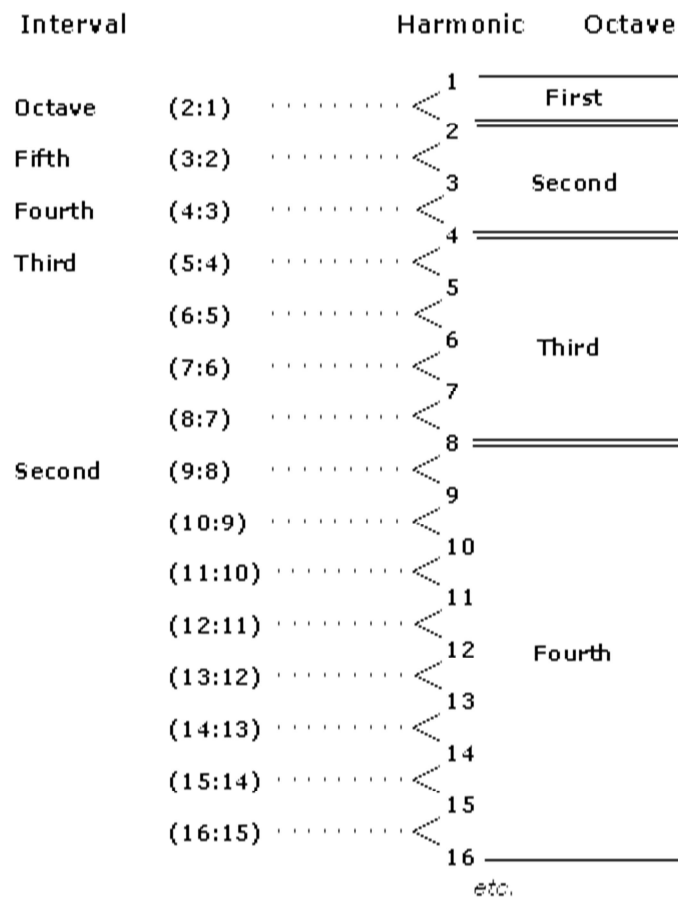 Interval Harmonic Octave
1
Octave (2:1) First
2
Fifth (3:2)
3 Second
Fourth (4:3)
4
Third (5:4)
5
(6:5)
6 Third
(7:6)
7
(8:7)
8
Second (9:8)
9
(10:9)
10
(11:10)
11
(12:11)
12 Fourth
(13:12)
13
(14:13)
14
(15:14)
15
(16:15)
16
etc.